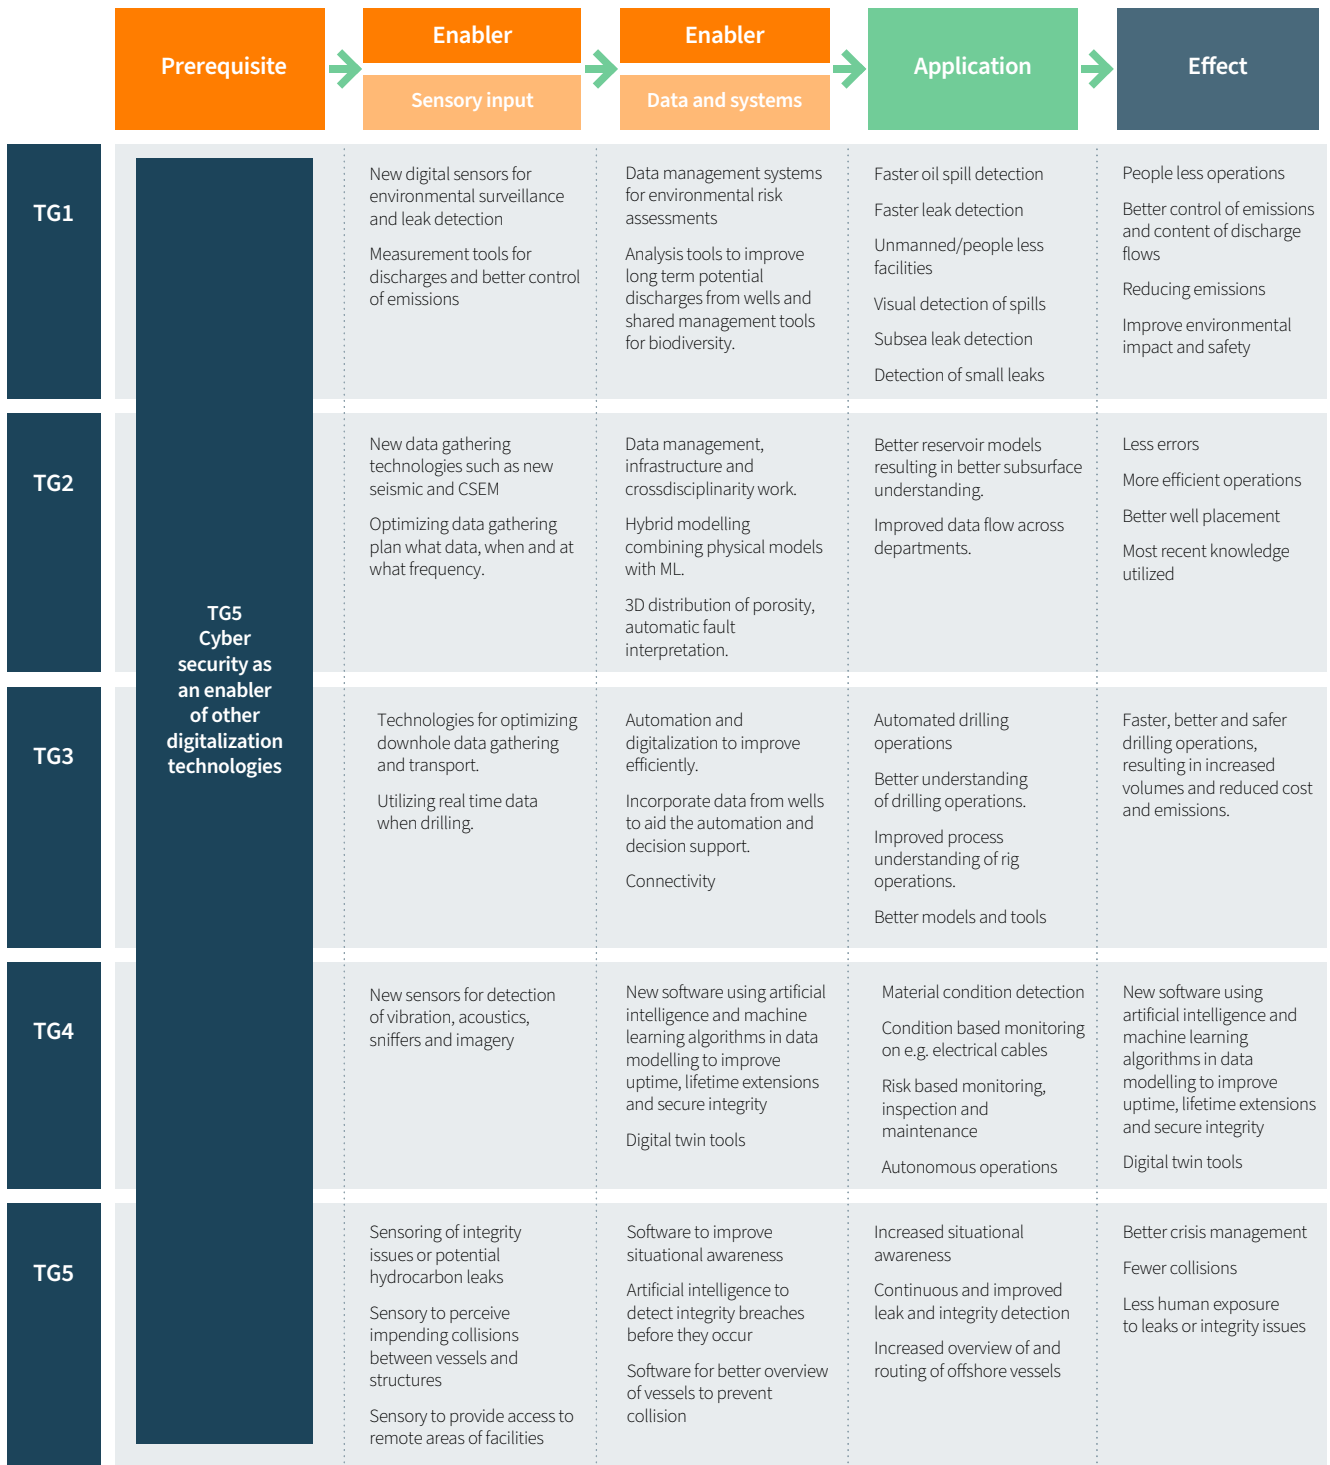 Prerequisite
Enabler
Sensory input
Enabler
Data and systems
Application
Effect
TG5
Cyber
security as
an enabler
of other
digitalization
technologies
TG1
New digital sensors for
environmental surveillance
and leak detection
Measurement tools for
discharges and better control
of emissions
Data management systems
for environmental risk
assessments
Analysis tools to improve
long term potential
discharges from wells and
shared management tools
for biodiversity.
Faster oil spill detection
Faster leak detection
Unmanned/people less
facilities
Visual detection of spills
Subsea leak detection
Detection of small leaks
People less operations
Better control of emissions
and content of discharge
flows
Reducing emissions
Improve environmental
impact and safety
TG2
New data gathering
technologies such as new
seismic and CSEM
Optimizing data gathering
plan what data, when and at
what frequency.
Data management,
infrastructure and
crossdisciplinarity work.
Hybrid modelling
combining physical models
with ML.
3D distribution of porosity,
automatic fault
interpretation.
Better reservoir models
resulting in better subsurface
understanding.
Improved data flow across
departments.
Less errors
More efficient operations
Better well placement
Most recent knowledge
utilized
TG3
Technologies for optimizing
downhole data gathering
and transport.
Utilizing real time data
when drilling.
Automation and
digitalization to improve
efficiently.
Incorporate data from wells
to aid the automation and
decision support.
Connectivity
Automated drilling
operations
Better understanding
of drilling operations.
Improved process
understanding of rig
operations.
Better models and tools
Faster, better and safer
drilling operations,
resulting in increased
volumes and reduced cost
and emissions.
TG4
New sensors for detection
of vibration, acoustics,
sniffers and imagery
New software using artificial
intelligence and machine
learning algorithms in data
modelling to improve
uptime, lifetime extensions
and secure integrity
Digital twin tools
Material condition detection
Condition based monitoring
on e.g. electrical cables
Risk based monitoring,
inspection and
maintenance
Autonomous operations
New software using
artificial intelligence and
machine learning
algorithms in data
modelling to improve
uptime, lifetime extensions
and secure integrity
Digital twin tools
TG5
Sensoring of integrity
issues or potential
hydrocarbon leaks
Sensory to perceive
impending collisions
between vessels and
structures
Sensory to provide access to
remote areas of facilities
Software to improve
situational awareness
Artificial intelligence to
detect integrity breaches
before they occur
Software for better overview
of vessels to prevent
collision
Increased situational
awareness
Continuous and improved
leak and integrity detection
Increased overview of and
routing of offshore vessels
Better crisis management
Fewer collisions
Less human exposure
to leaks or integrity issues